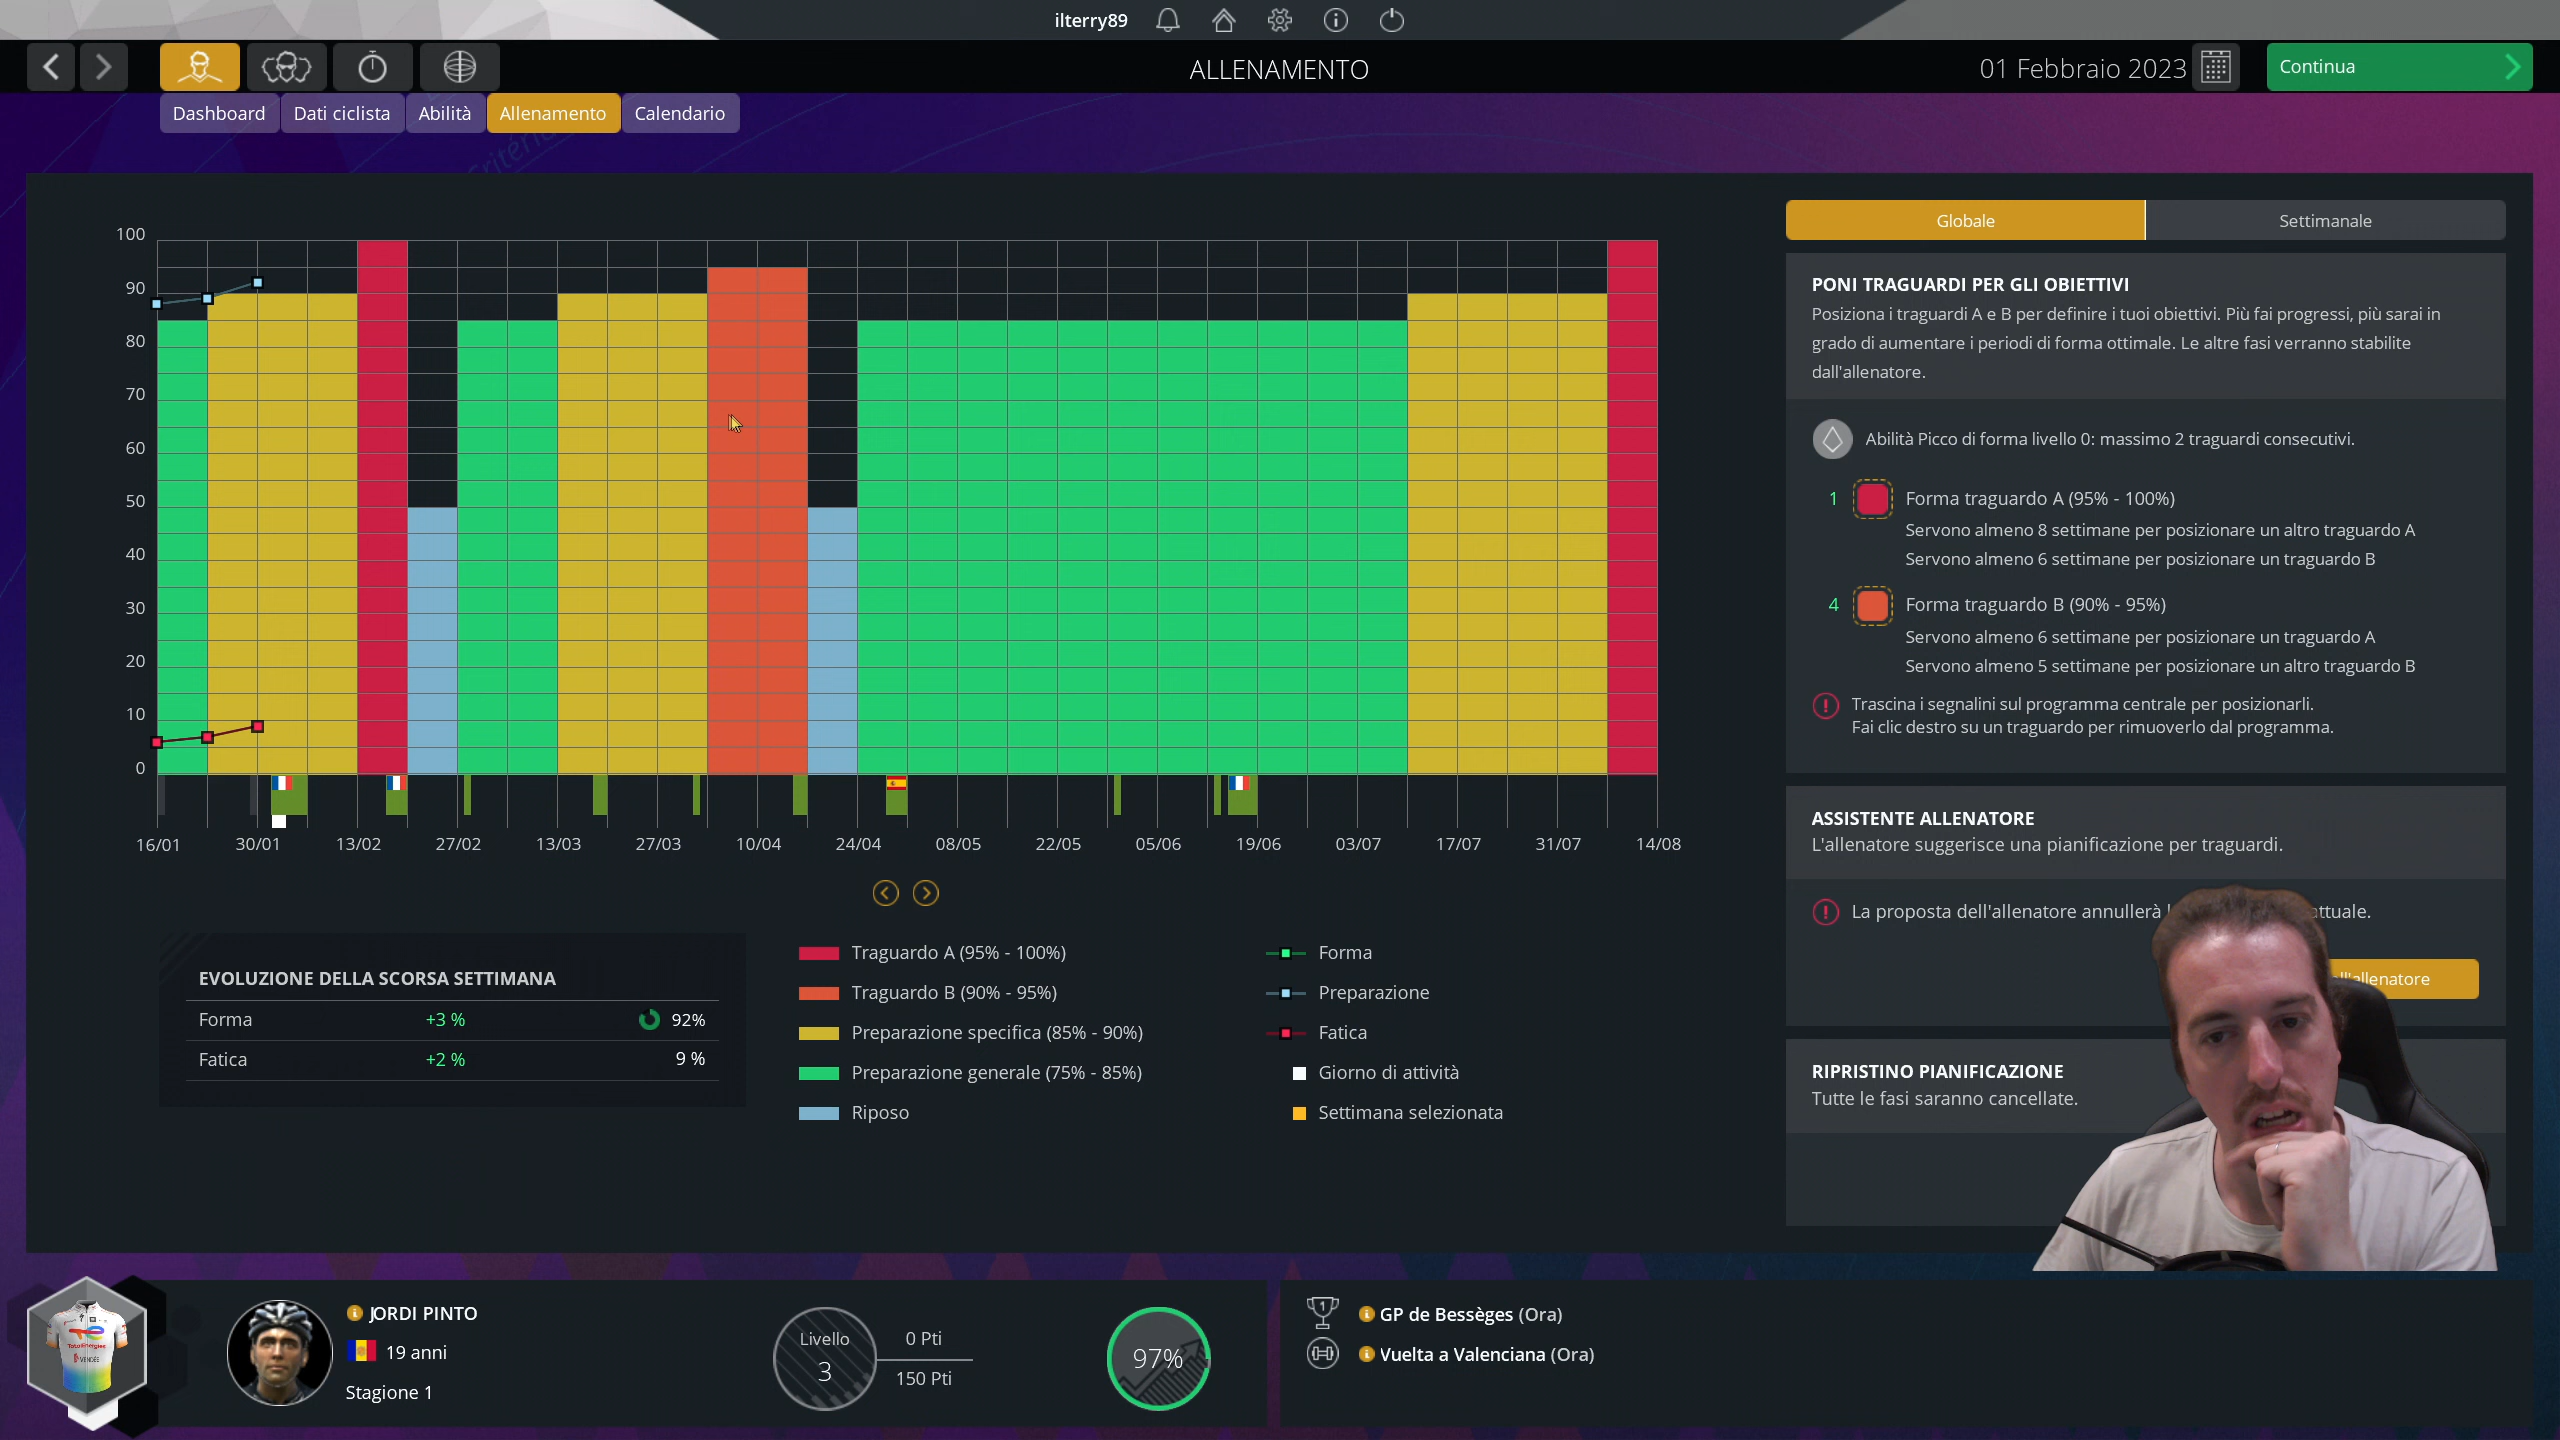 ilterry89
ALLENAMENTO
01 Febbraio 2023
Continua
Dashboard
Dati ciclista
Abilità
Allenamento
Calendario
100
90
80
70
60
50
40
30
20
10
0
16/01
30/01
13/02
27/02
13/03
27/03
10/04
24/04
08/05
22/05
05/06
19/06
03/07
17/07
31/07
14/08
EVOLUZIONE DELLA SCORSA SETTIMANA
Forma +3 % 92%
Fatica +2 % 9 %
Traguardo A (95% - 100%)
Traguardo B (90% - 95%)
Preparazione specifica (85% - 90%)
Preparazione generale (75% - 85%)
Riposo
Forma
Preparazione
Fatica
Giorno di attività
Settimana selezionata
Globale
Settimanale
PONI TRAGUARDI PER GLI OBIETTIVI
Posiziona i traguardi A e B per definire i tuoi obiettivi. Più fai progressi, più sarai in
grado di aumentare i periodi di forma ottimale. Le altre fasi verranno stabilite
dall'allenatore.
Abilità Picco di forma livello 0: massimo 2 traguardi consecutivi.
1 Forma traguardo A (95% - 100%)
Servono almeno 8 settimane per posizionare un altro traguardo A
Servono almeno 6 settimane per posizionare un traguardo B
4 Forma traguardo B (90% - 95%)
Servono almeno 6 settimane per posizionare un traguardo A
Servono almeno 5 settimane per posizionare un altro traguardo B
Trascina i segnalini sul programma centrale per posizionarli.
Fai clic destro su un traguardo per rimuoverlo dal programma.
ASSISTENTE ALLENATORE
L'allenatore suggerisce una pianificazione per traguardi.
La proposta dell'allenatore annullerà
ttuale.
all'allenatore
RIPRISTINO PIANIFICAZIONE
Tutte le fasi saranno cancellate.
JORDI PINTO
19 anni
Stagione 1
Livello
3
0 Pti
150 Pti
97%
GP de Bessèges (Ora)
Vuelta a Valenciana (Ora)